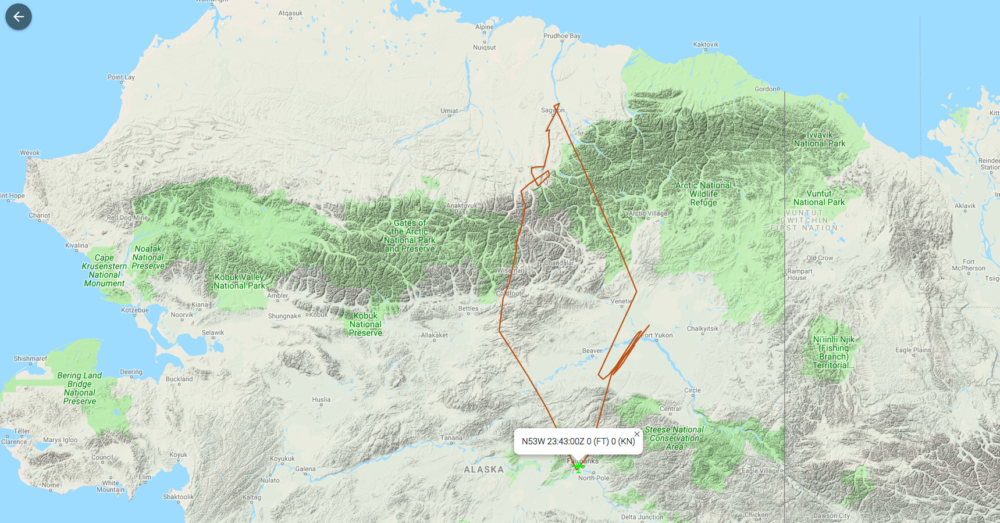 Wainwright
Atqasuk
Alpine
Nuiqsut
Prudhoe Bay
Kaktovik
Point Lay
Gordon
Umiat
Sagwon
Kitt
Ivvavik
National Park
Wevok
Reindee
Station
int Hope
Arctic National
Wildlife
Refuge
Vuntut
National Park
In
Aklavik
Chariot
Red Dog Mine
Anaktuvuk
Pass
Arctic Village
VUNTUT
GWITCHIN
FIRST NATION
Gates of
the Arctic
National Park
and Preserve
Kivalina
Noatak
National
Preserve
Cape
Krusenstern
National
Monument
Old Crow
Chandalar
Wiseman
Rampart
House
Fort
McPherson
Tsiig
Kobuk Valley
National Park
Ambler
Coldfoot
Venetie
Kotzebue
Kiana
Noorvik
Shungnak
Kobuk
Bettles
Kobuk
National
Preserve
Selawik
Allakaket
Fort Yukon
Chalkyitsik
Ni'iinlii Njik
(Fishing
Branch)
Territorial...
Eagle Plains
Beaver
Shishmaref
Deering
Buckland
Bering Land
Bridge
National
Preserve
Huslia
Circle
Central
Steese National
Conservation
Area
Teller
Clarence
Marys Igloo
Tanana
N53W 23:43:00Z 0 (FT) 0 (KN)
Council
Koyuk
Koyukuk
Galena
ALASKA
Fairbanks
North Pole
Eagle Village
Nome
White
Mountain
Elim
Nulato
Shaktoolik
Kaltag
Delta Junction
Chicken
Dawson City